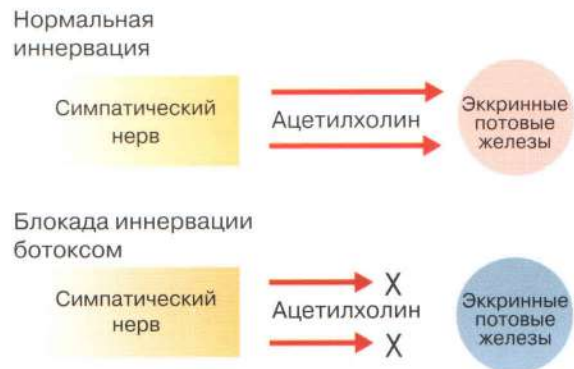 Нормальная
иннервация
Симпатический
нерв
Ацетилхолин
Эккринные
потовые
железы
Блокада иннервации
ботоксом
Симпатический
нерв
X
Ацетилхолин
X
Эккринные
потовые
железы